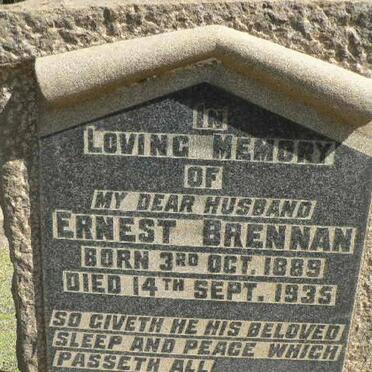 IN
LOVING MEMORY
OF
MY DEAR HUSBAND
ERNEST BRENNAN
BORN 3RD OCT. 1889
DIED 14TH SEPT. 1935
SO GIVETH HE HIS BELOVED
SLEEP AND PEACE WHICH
PASSETH ALL